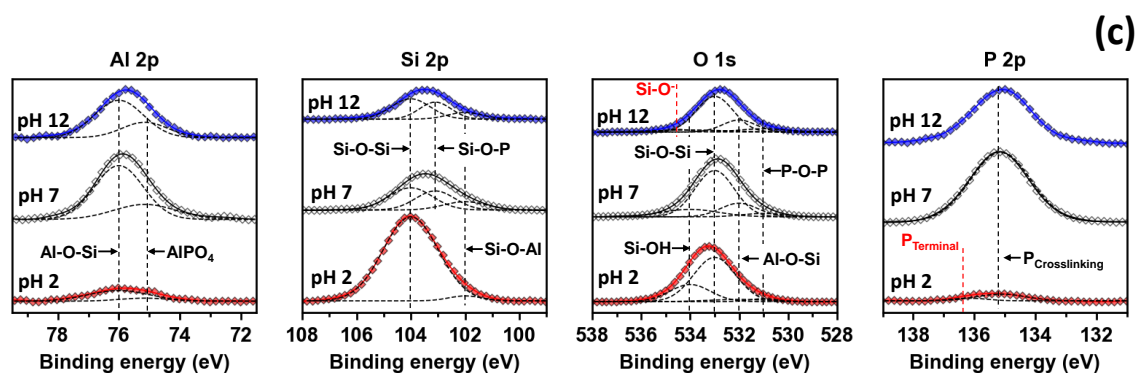 (c)
Al 2p
pH 12
pH 7
Al-O-Si
AlPO4
pH 2
78 76 74 72
Binding energy (eV)
Si 2p
pH 12
Si-O-Si
Si-O-P
pH 7
Si-O-Al
pH 2
108 106 104 102 100
Binding energy (eV)
O 1s
Si-O-
pH 12
Si-O-Si
P-O-P
pH 7
Si-OH
Al-O-Si
pH 2
538 536 534 532 530 528
Binding energy (eV)
P 2p
pH 12
pH 7
PTerminal
PCrosslinking
pH 2
138 136 134 132
Binding energy (eV)